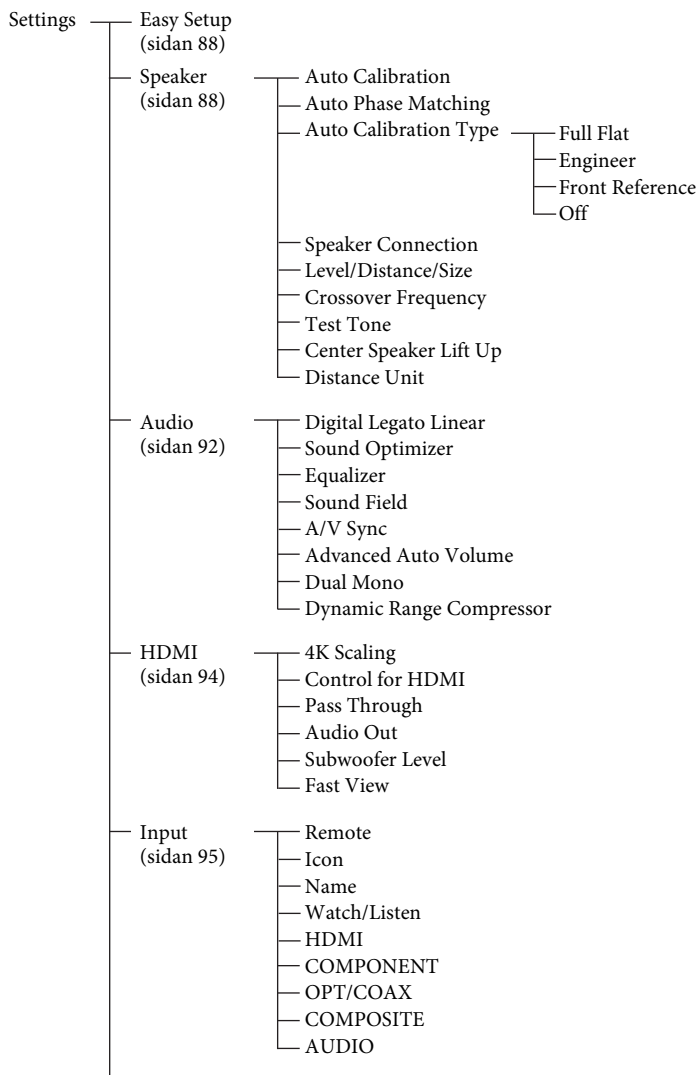 Settings
Easy Setup
(sidan 88)
Speaker
(sidan 88)
Auto Calibration
Auto Phase Matching
Auto Calibration Type
Full Flat
Engineer
Front Reference
Off
Speaker Connection
Level/Distance/Size
Crossover Frequency
Test Tone
Center Speaker Lift Up
Distance Unit
Audio
(sidan 92)
Digital Legato Linear
Sound Optimizer
Equalizer
Sound Field
A/V Sync
Advanced Auto Volume
Dual Mono
Dynamic Range Compressor
HDMI
(sidan 94)
4K Scaling
Control for HDMI
Pass Through
Audio Out
Subwoofer Level
Fast View
Input
(sidan 95)
Remote
Icon
Name
Watch/Listen
HDMI
COMPONENT
OPT/COAX
COMPOSITE
AUDIO